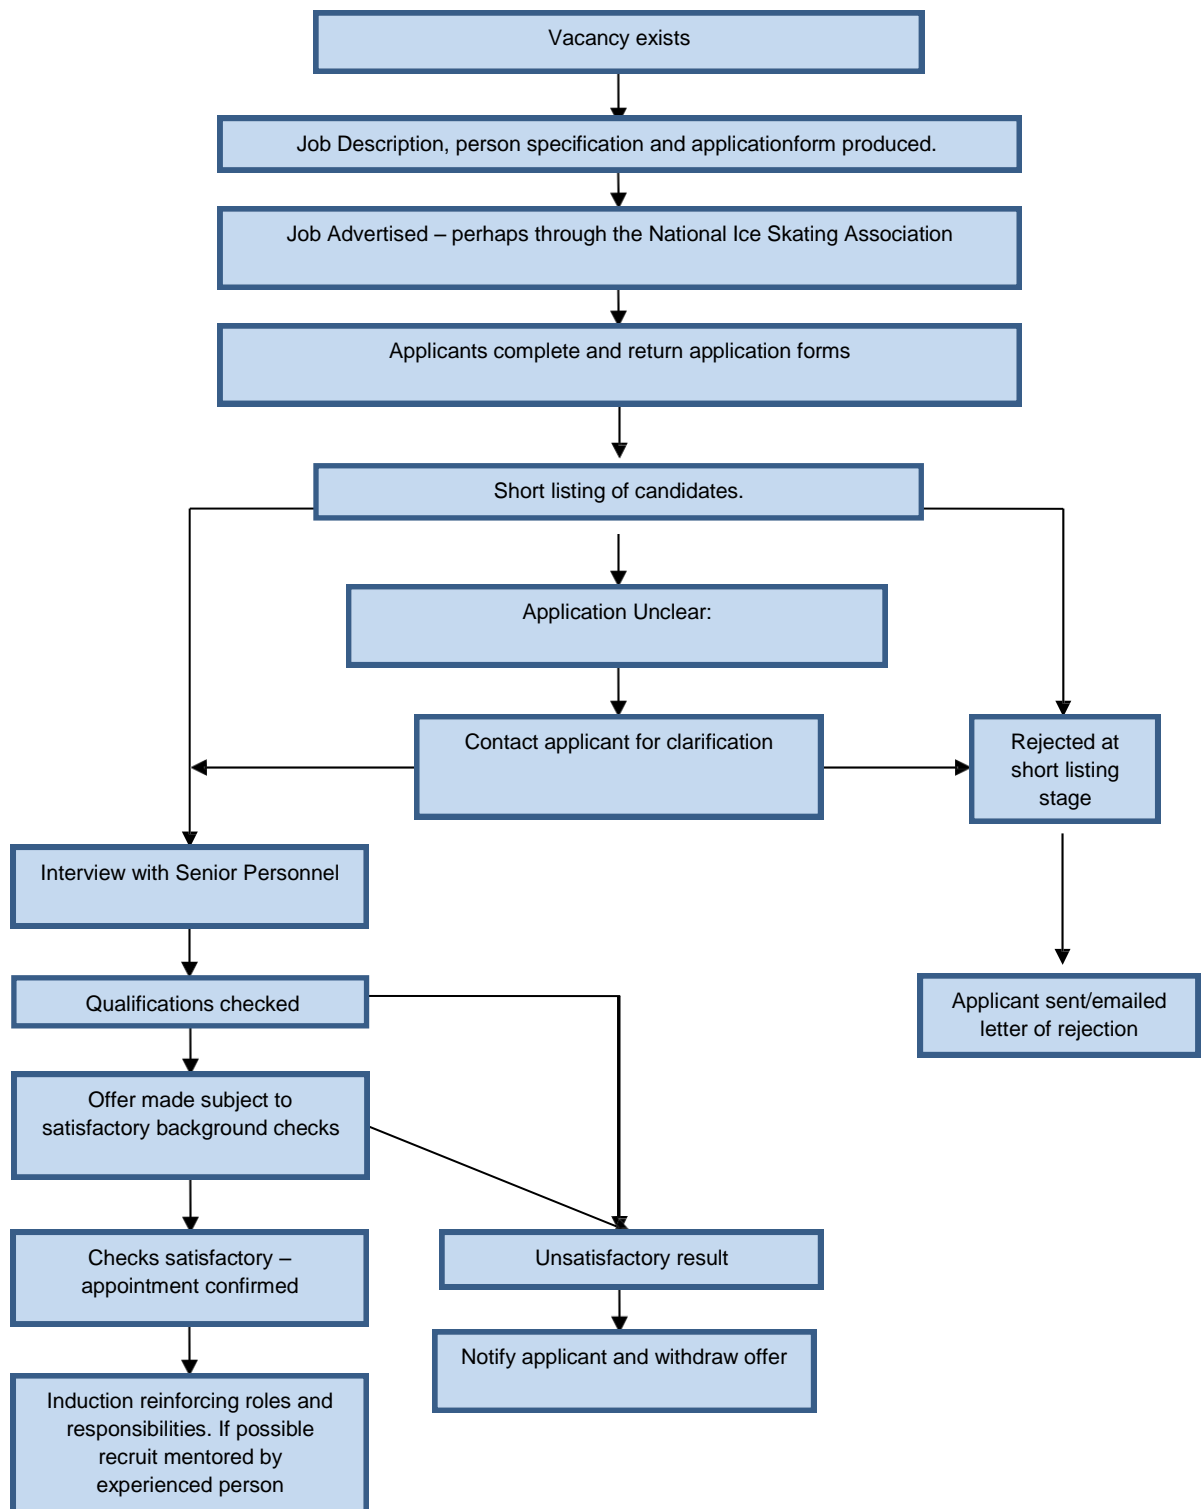 Vacancy exists
Job Description, person specification and applicationform produced.
Job Advertised – perhaps through the National Ice Skating Association
Applicants complete and return application forms
Short listing of candidates.
Application Unclear:
Contact applicant for clarification
Rejected at
short listing
stage
Interview with Senior Personnel
Qualifications checked
Applicant sent/emailed
letter of rejection
Offer made subject to
satisfactory background checks
Checks satisfactory –
appointment confirmed
Unsatisfactory result
Notify applicant and withdraw offer
Induction reinforcing roles and
responsibilities. If possible
recruit mentored by
experienced person